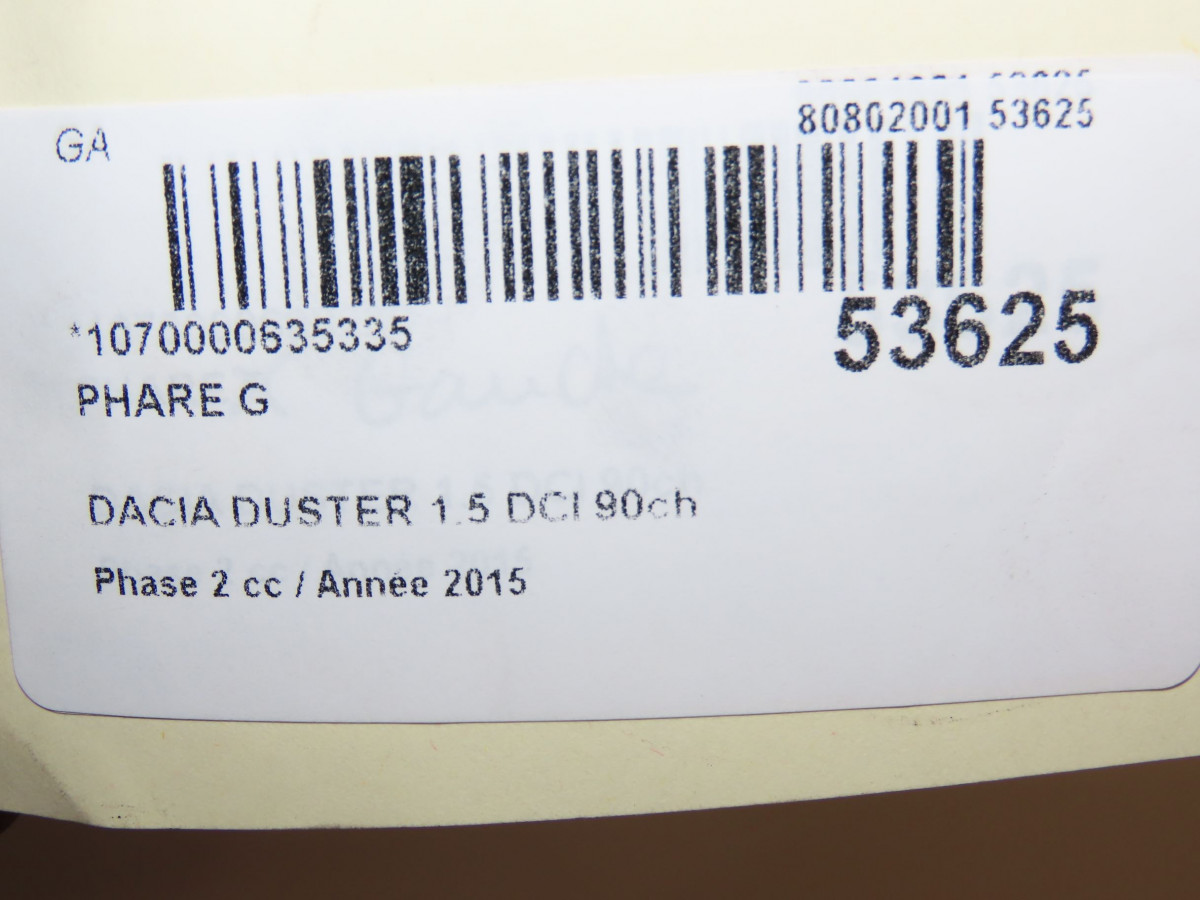 GA
80802001 53625
*1070000635335
53625
PHARE G
DACIA DUSTER 1.5 DCI 90ch
Phase 2 cc / Année 2015